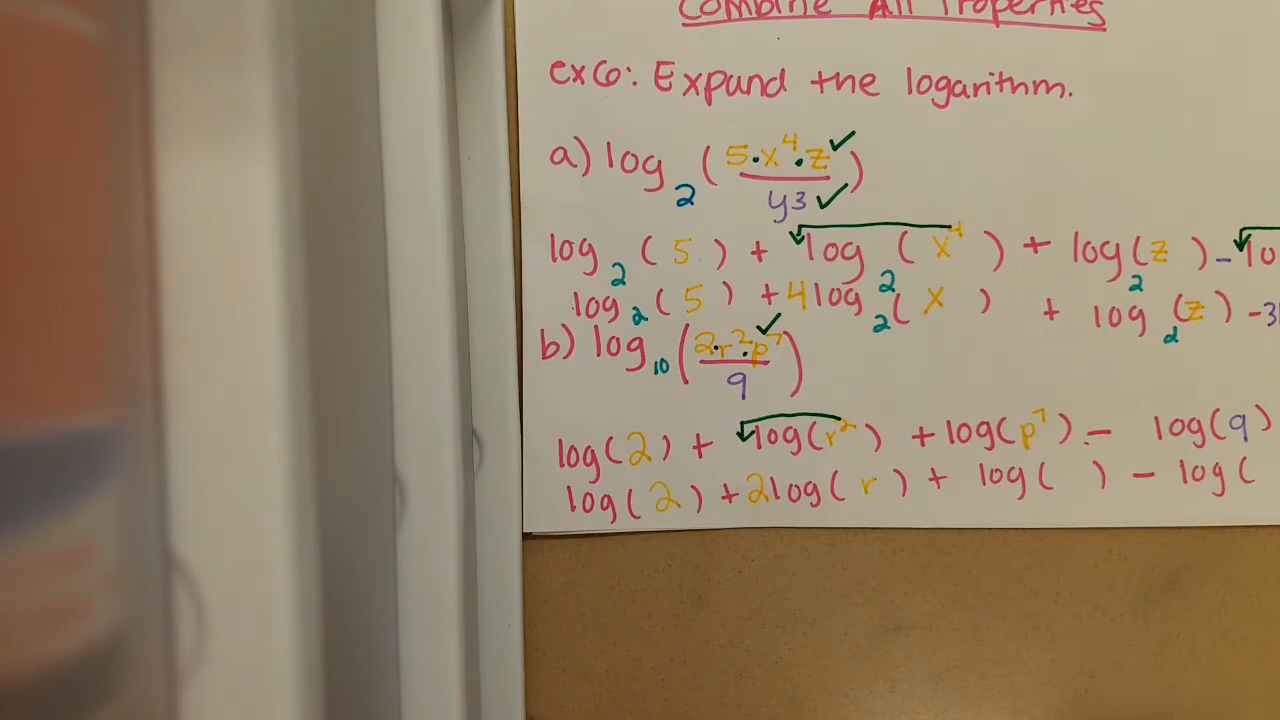 Combine All Properties
ex6: Expand the logarithm.
a) log₂ (5·x⁴·z / y3)
log₂ (5) + log₂ (x⁴) + log₂(z) - lo
log₂ (5) + 4log₂ (x) + log₂ (z) - 3
b) log₁₀ (2·r²·p⁷ / 9)
log(2) + log(r²) + log(p⁷) - log(9)
log(2) + 2log(r) + log( ) - log(